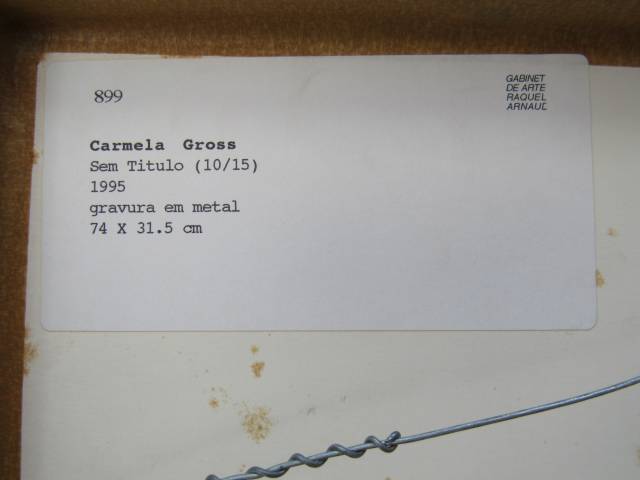 899
GABINET
DE ARTE
RAQUEL
ARNAUD
Carmela Gross
Sem Titulo (10/15)
1995
gravura em metal
74 X 31.5 cm